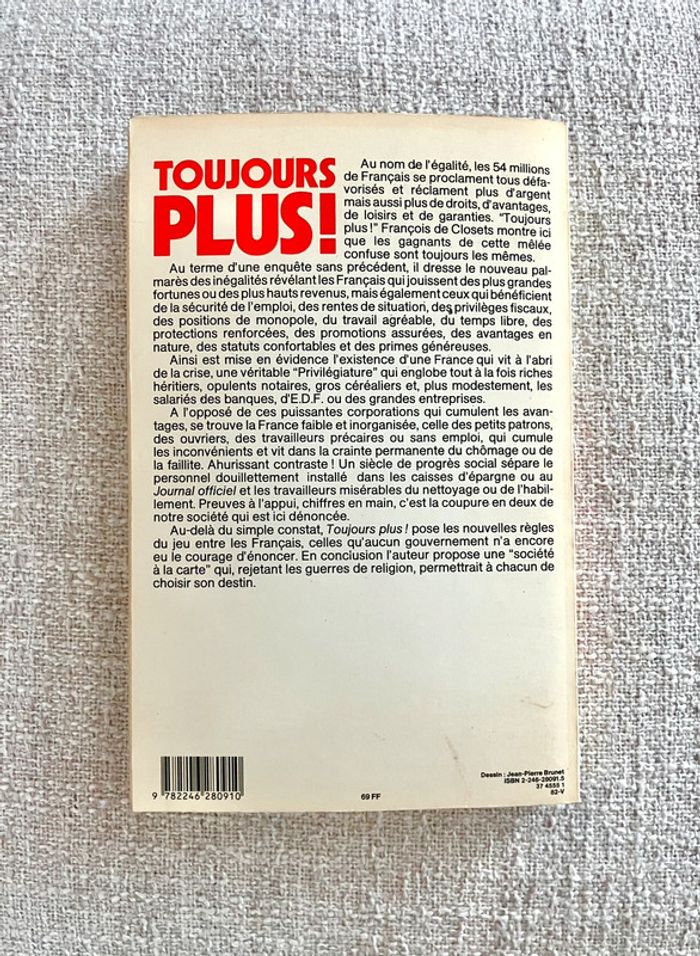 TOUJOURS
PLUS!
Au nom de l'égalité, les 54 millions
de Français se proclament tous défa-
vorisés et réclament plus d'argent
mais aussi plus de droits, d'avantages,
de loisirs et de garanties. "Toujours
plus!" François de Closets montre ici
que les gagnants de cette mêlée
confuse sont toujours les mêmes.
Au terme d'une enquête sans précédent, il dresse le nouveau pal-
marès des inégalités révélant les Français qui jouissent des plus grandes
fortunes ou des plus hauts revenus, mais également ceux qui bénéficient
de la sécurité de l'emploi, des rentes de situation, des privilèges fiscaux,
des positions de monopole, du travail agréable, du temps libre, des
protections renforcées, des promotions assurées, des avantages en
nature, des statuts confortables et des primes généreuses.
Ainsi est mise en évidence l'existence d'une France qui vit à l'abri
de la crise, une véritable "Privilégiature" qui englobe tout à la fois riches
héritiers, opulents notaires, gros céréaliers et, plus modestement, les
salariés des banques, d'E.D.F. ou des grandes entreprises.
A l'opposé de ces puissantes corporations qui cumulent les avan-
tages, se trouve la France faible et inorganisée, celle des petits patrons,
des ouvriers, des travailleurs précaires ou sans emploi, qui cumule
les inconvénients et vit dans la crainte permanente du chômage ou de
la faillite. Ahurissant contraste! Un siècle de progrès social sépare le
personnel douillettement installé dans les caisses d'épargne ou au
Journal officiel et les travailleurs misérables du nettoyage ou de l'habil-
lement. Preuves à l'appui, chiffres en main, c'est la coupure en deux de
notre société qui est ici dénoncée.
Au-delà du simple constat, Toujours plus! pose les nouvelles règles
du jeu entre les Français, celles qu'aucun gouvernement n'a encore
eu le courage d'énoncer. En conclusion l'auteur propose une "société
à la carte" qui, rejetant les guerres de religion, permettrait à chacun de
choisir son destin.
9 782246 280910
69 FF
Dessin : Jean-Pierre Brunet
ISBN 2-246-28091.5
37 4555 1
82-V